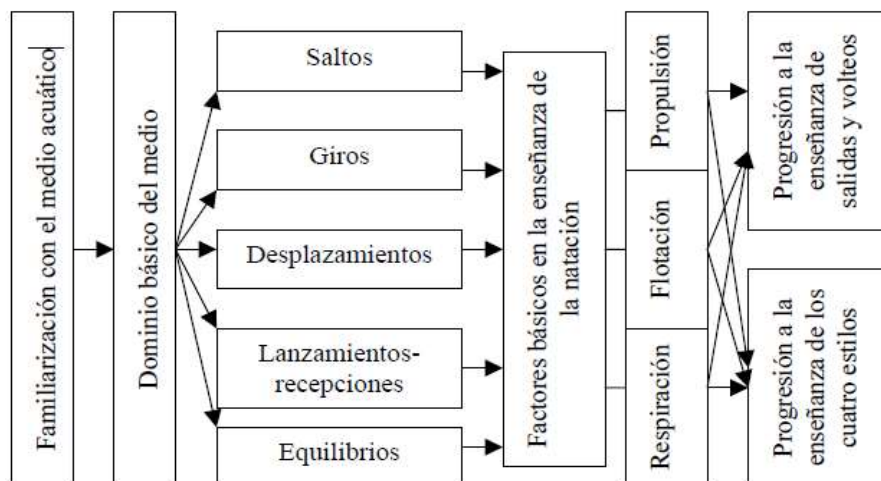 Familiarización con el medio acuático
Dominio básico del medio
Saltos
Giros
Desplazamientos
Lanzamientos-
recepciones
Equilibrios
Factores básicos en la enseñanza de
la natación
Propulsión
Flotación
Respiración
Progresión a la
enseñanza de
salidas y volteos
Progresión a la
enseñanza de los
cuatro estilos